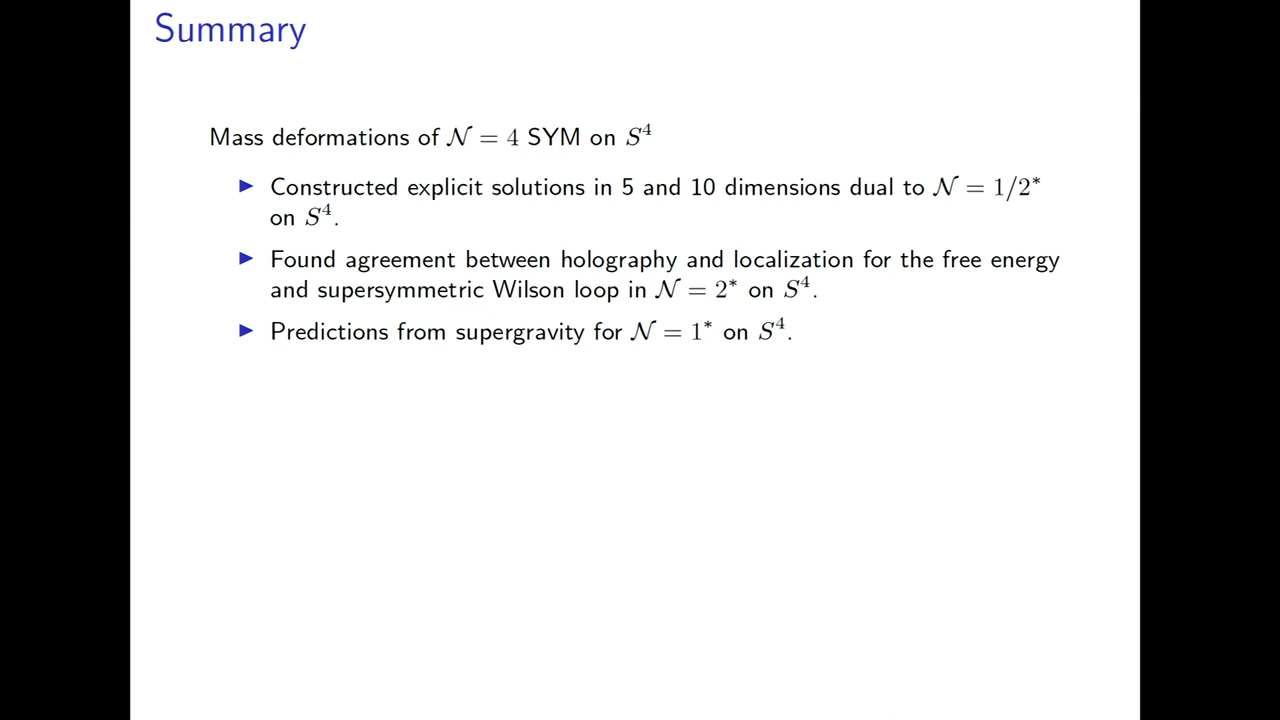 Summary
Mass deformations of 𝒩 = 4 SYM on S⁴
▶ Constructed explicit solutions in 5 and 10 dimensions dual to 𝒩 = 1/2*
on S⁴.
▶ Found agreement between holography and localization for the free energy
and supersymmetric Wilson loop in 𝒩 = 2* on S⁴.
▶ Predictions from supergravity for 𝒩 = 1* on S⁴.